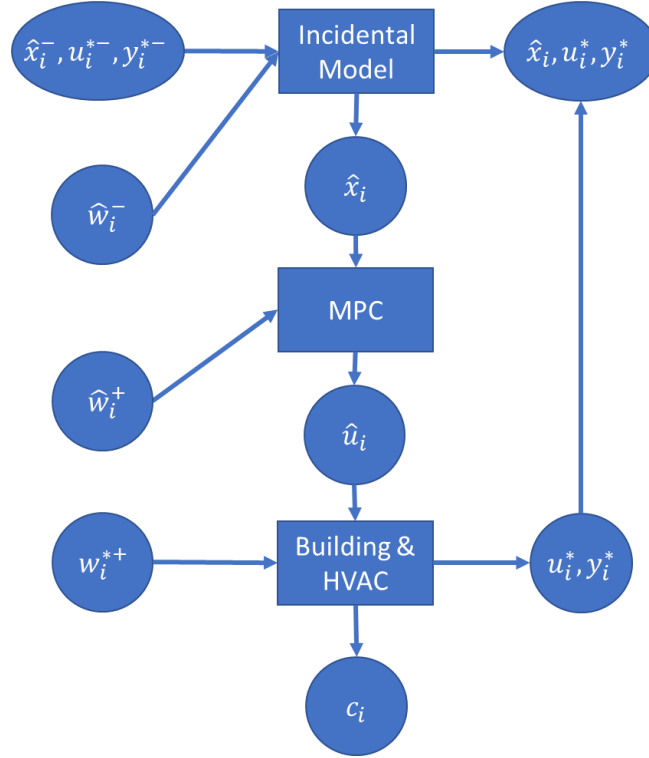 x̂ᵢ⁻, uᵢ*⁻, yᵢ*⁻
Incidental
Model
x̂ᵢ, uᵢ*, yᵢ*
ŵᵢ⁻
x̂ᵢ
MPC
ŵᵢ⁺
ûᵢ
wᵢ*⁺
Building &
HVAC
uᵢ*, yᵢ*
cᵢ